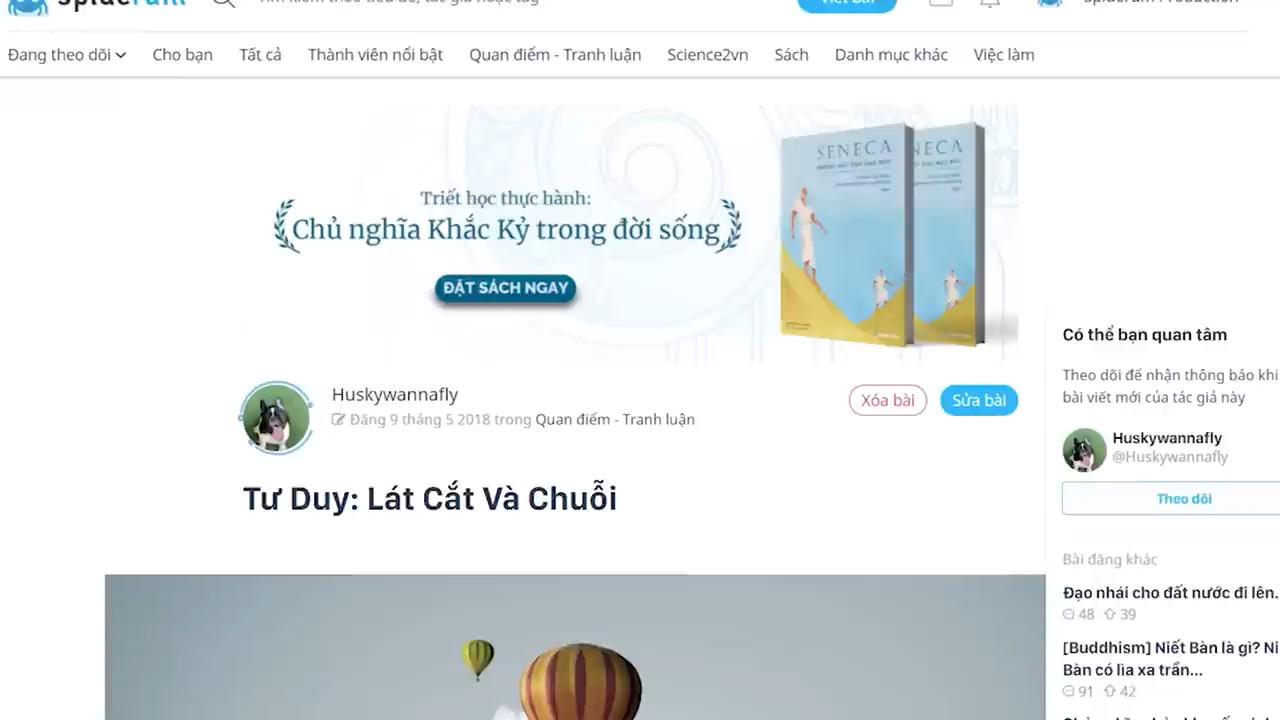 Đang theo dõi
Cho bạn
Tất cả
Thành viên nổi bật
Quan điểm - Tranh luận
Science2vn
Sách
Danh mục khác
Việc làm
Triết học thực hành:
Chủ nghĩa Khắc Kỷ trong đời sống
ĐẶT SÁCH NGAY
SENECA
NECA
Huskywannafly
Đăng 9 tháng 5 2018 trong Quan điểm - Tranh luận
Xóa bài
Sửa bài
Tư Duy: Lát Cắt Và Chuỗi
Có thể bạn quan tâm
Theo dõi để nhận thông báo khi
bài viết mới của tác giả này
Huskywannafly
@Huskywannafly
Theo dõi
Bài đăng khác
Đạo nhái cho đất nước đi lên.
48 39
[Buddhism] Niết Bàn là gì? Ni
Bàn có lìa xa trần...
91 42